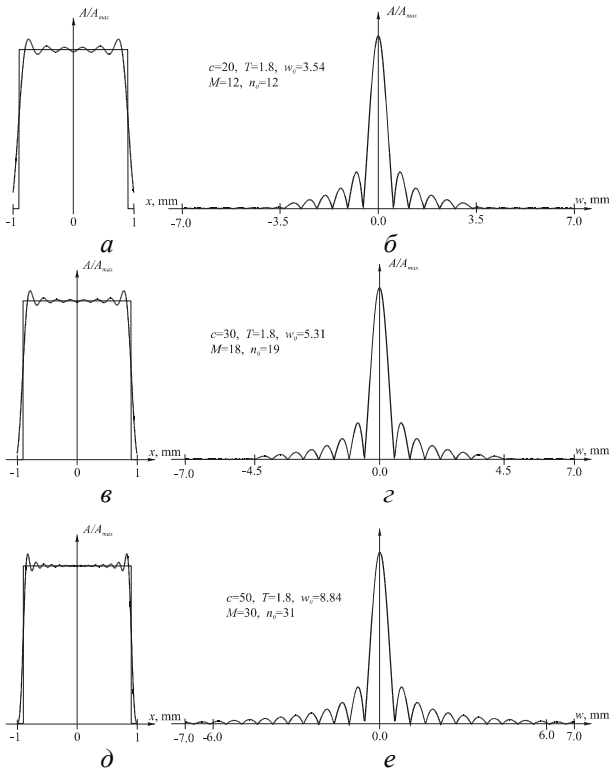 A/Amax
A/Amax
c=20, T=1.8, w0=3.54
M=12, n0=12
-1 0 1 x, mm
-7.0 -3.5 0.0 3.5 7.0 w, mm
а б
A/Amax
A/Amax
c=30, T=1.8, w0=5.31
M=18, n0=19
-1 0 1 x, mm
-7.0 -4.5 0.0 4.5 7.0 w, mm
в г
A/Amax
A/Amax
c=50, T=1.8, w0=8.84
M=30, n0=31
-1 0 1 x, mm
-7.0 -6.0 0.0 6.0 7.0 w, mm
д е